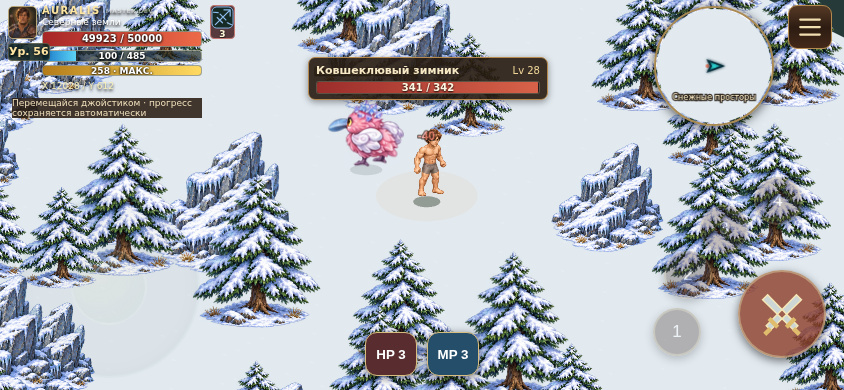 AURALIS
Северные земли
49923 / 50000
Ур. 56
100 / 485
258 · МАКС.
Перемещайся джойстиком · прогресс
сохраняется автоматически
3
Ковшеклювый зимник
Lv 28
341 / 342
Снежные просторы
HP 3
MP 3
1